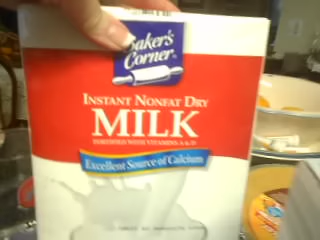 Baker's
Corner
INSTANT NONFAT DRY
MILK
FORTIFIED WITH VITAMINS A & D
Excellent Source of Calcium